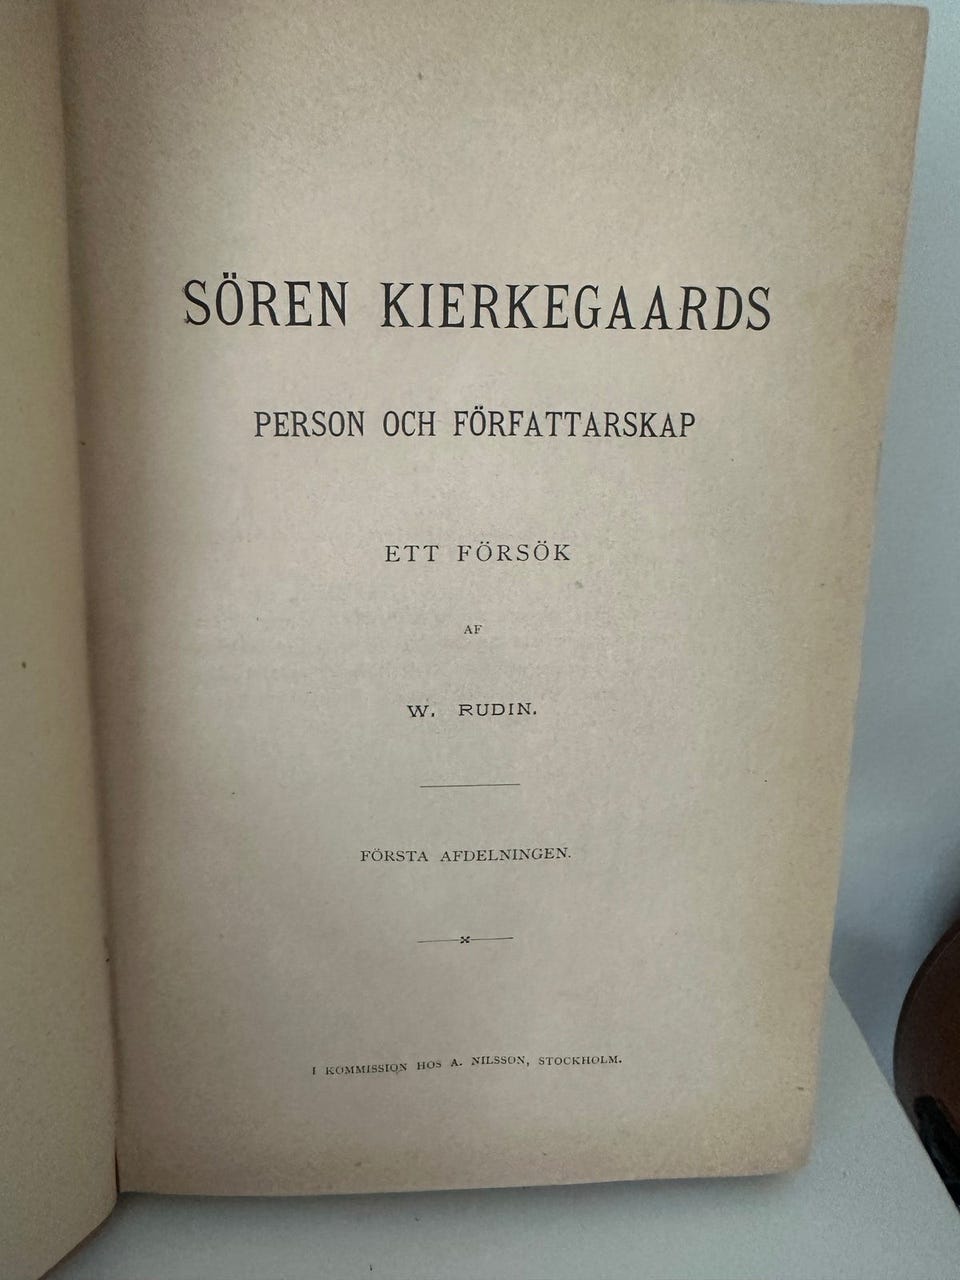 SÖREN KIERKEGAARDS
PERSON OCH FÖRFATTARSKAP
ETT FÖRSÖK
AF
W. RUDIN.
FÖRSTA AFDELNINGEN.
I KOMMISSION HOS A. NILSSON, STOCKHOLM.